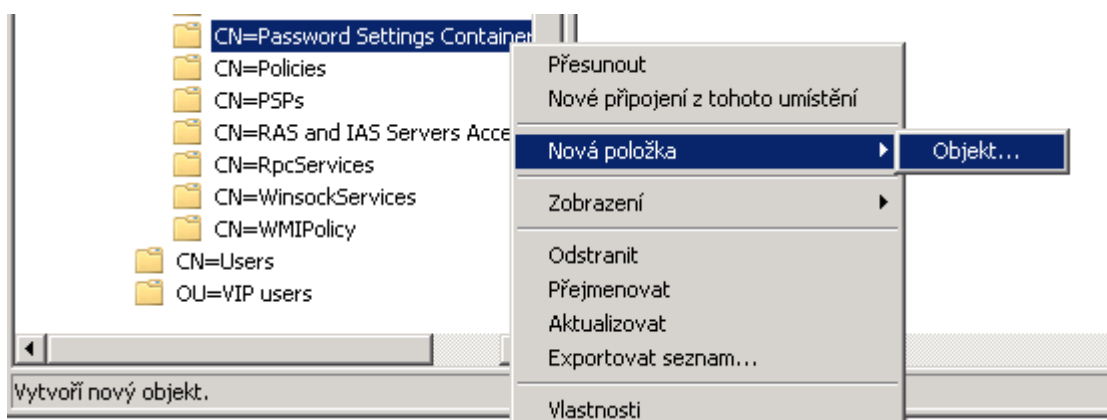 CN=Password Settings Container
CN=Policies
CN=PSPs
CN=RAS and IAS Servers Acce
CN=RpcServices
CN=WinsockServices
CN=WMIPolicy
CN=Users
OU=VIP users
Přesunout
Nové připojení z tohoto umístění
Nová položka
Objekt...
Zobrazení
Odstranit
Přejmenovat
Aktualizovat
Exportovat seznam...
Vlastnosti
Vytvoří nový objekt.